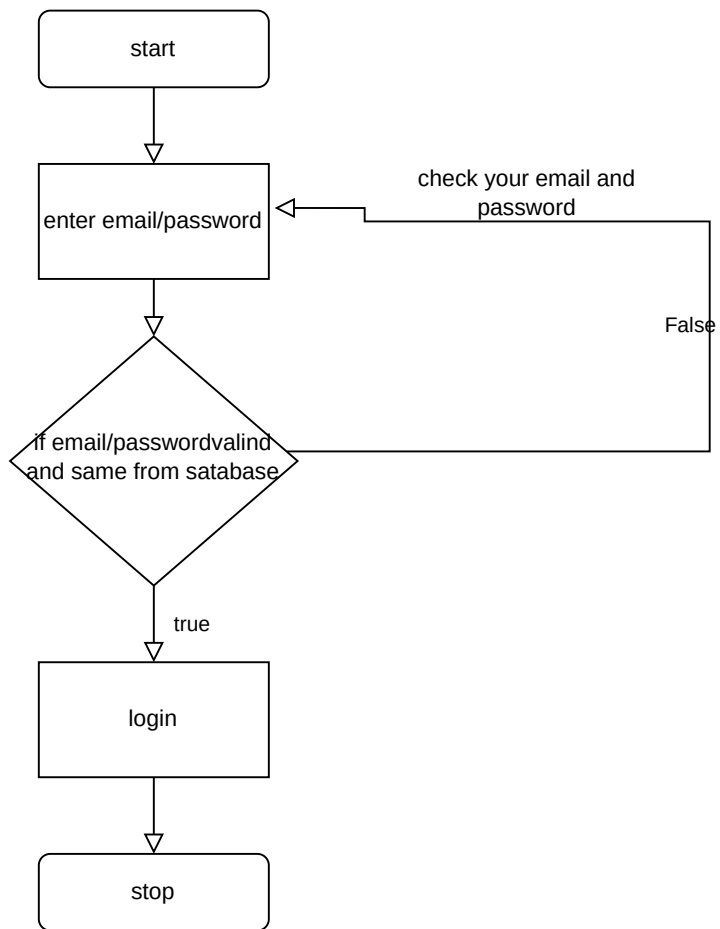 start
check your email and
password
enter email/password
False
if email/passwordvalind
and same from satabase
true
login
stop